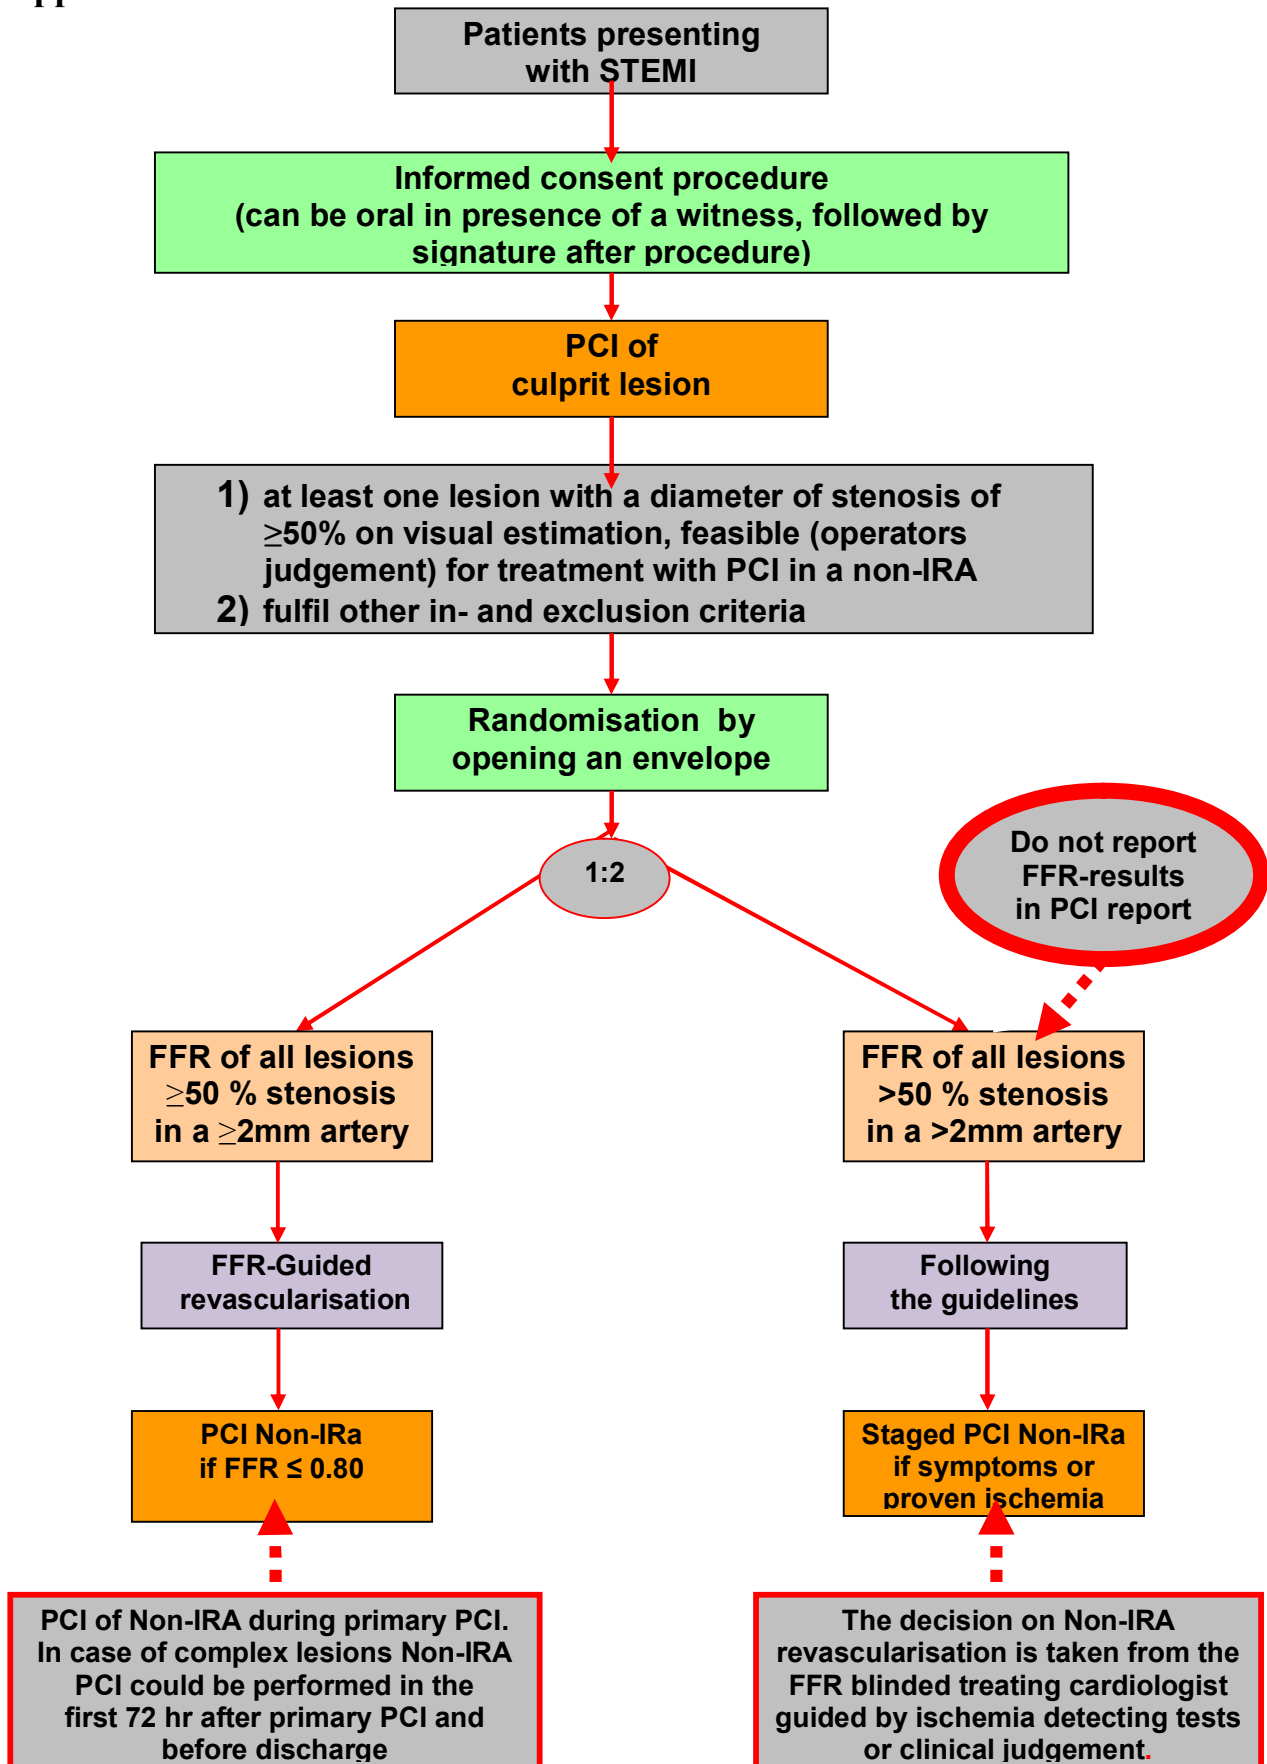 Patients presenting
with STEMI
Informed consent procedure
(can be oral in presence of a witness, followed by
signature after procedure)
PCI of
culprit lesion
1) at least one lesion with a diameter of stenosis of
≥50% on visual estimation, feasible (operators
judgement) for treatment with PCI in a non-IRA
2) fulfil other in- and exclusion criteria
Randomisation by
opening an envelope
1:2
Do not report
FFR-results
in PCI report
FFR of all lesions
≥50 % stenosis
in a ≥2mm artery
FFR of all lesions
>50 % stenosis
in a >2mm artery
FFR-Guided
revascularisation
Following
the guidelines
PCI Non-IRa
if FFR ≤ 0.80
Staged PCI Non-IRa
if symptoms or
proven ischemia
PCI of Non-IRA during primary PCI.
In case of complex lesions Non-IRA
PCI could be performed in the
first 72 hr after primary PCI and
before discharge
The decision on Non-IRA
revascularisation is taken from the
FFR blinded treating cardiologist
guided by ischemia detecting tests
or clinical judgement.